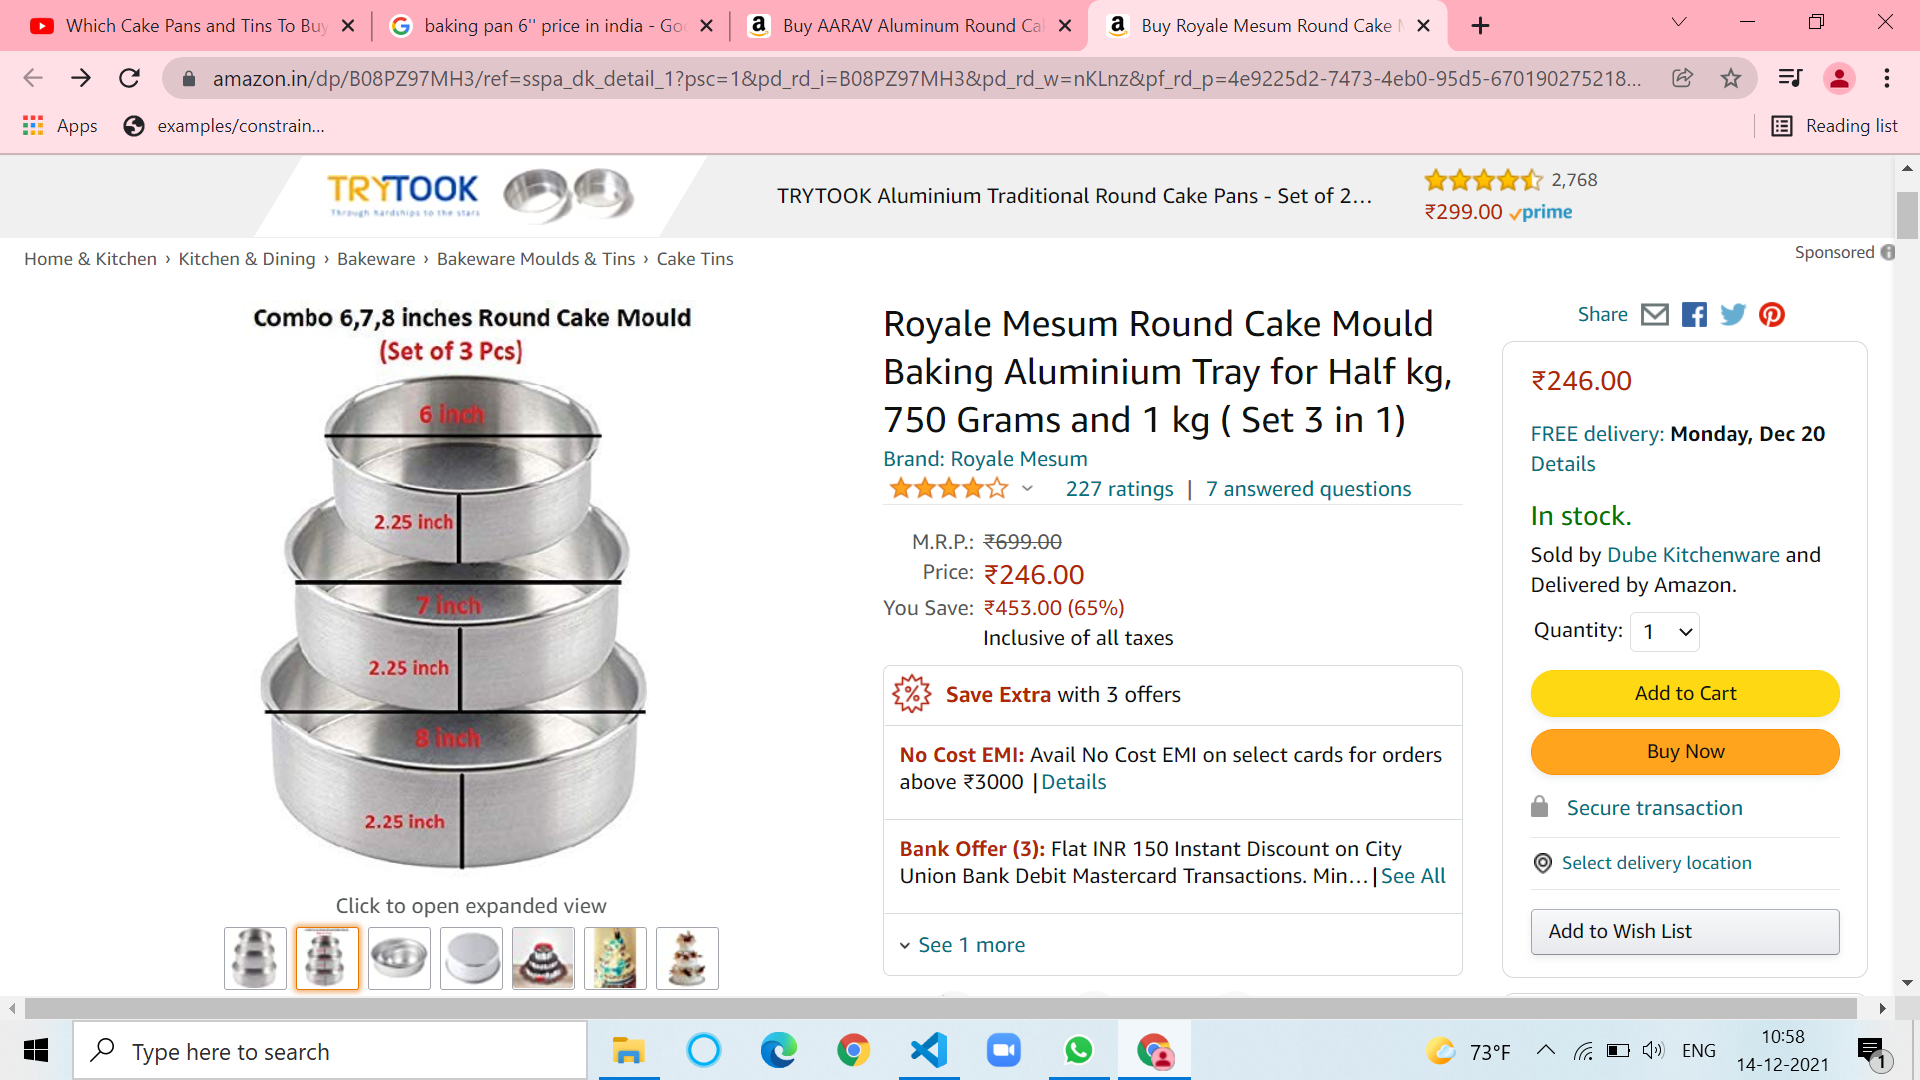 Which Cake Pans and Tins To Buy
baking pan 6'' price in india - Goo
Buy AARAV Aluminum Round Cak
Buy Royale Mesum Round Cake M
amazon.in/dp/B08PZ97MH3/ref=sspa_dk_detail_1?psc=1&pd_rd_i=B08PZ97MH3&pd_rd_w=nKLnz&pf_rd_p=4e9225d2-7473-4eb0-95d5-670190275218...
Apps
examples/constrain...
Reading list
TRYTOOK
Through hardships to the stars
TRYTOOK Aluminium Traditional Round Cake Pans - Set of 2...
2,768
₹299.00 prime
Sponsored
Home & Kitchen › Kitchen & Dining › Bakeware › Bakeware Moulds & Tins › Cake Tins
Combo 6,7,8 inches Round Cake Mould
(Set of 3 Pcs)
6 inch
2.25 inch
7 inch
2.25 inch
8 inch
2.25 inch
Click to open expanded view
Royale Mesum Round Cake Mould
Baking Aluminium Tray for Half kg,
750 Grams and 1 kg ( Set 3 in 1)
Brand: Royale Mesum
227 ratings | 7 answered questions
M.R.P.: ₹699.00
Price: ₹246.00
You Save: ₹453.00 (65%)
Inclusive of all taxes
Save Extra with 3 offers
No Cost EMI: Avail No Cost EMI on select cards for orders
above ₹3000 | Details
Bank Offer (3): Flat INR 150 Instant Discount on City
Union Bank Debit Mastercard Transactions. Min... | See All
See 1 more
Share
₹246.00
FREE delivery: Monday, Dec 20
Details
In stock.
Sold by Dube Kitchenware and
Delivered by Amazon.
Quantity: 1
Add to Cart
Buy Now
Secure transaction
Select delivery location
Add to Wish List
Type here to search
73°F
ENG
10:58
14-12-2021
1